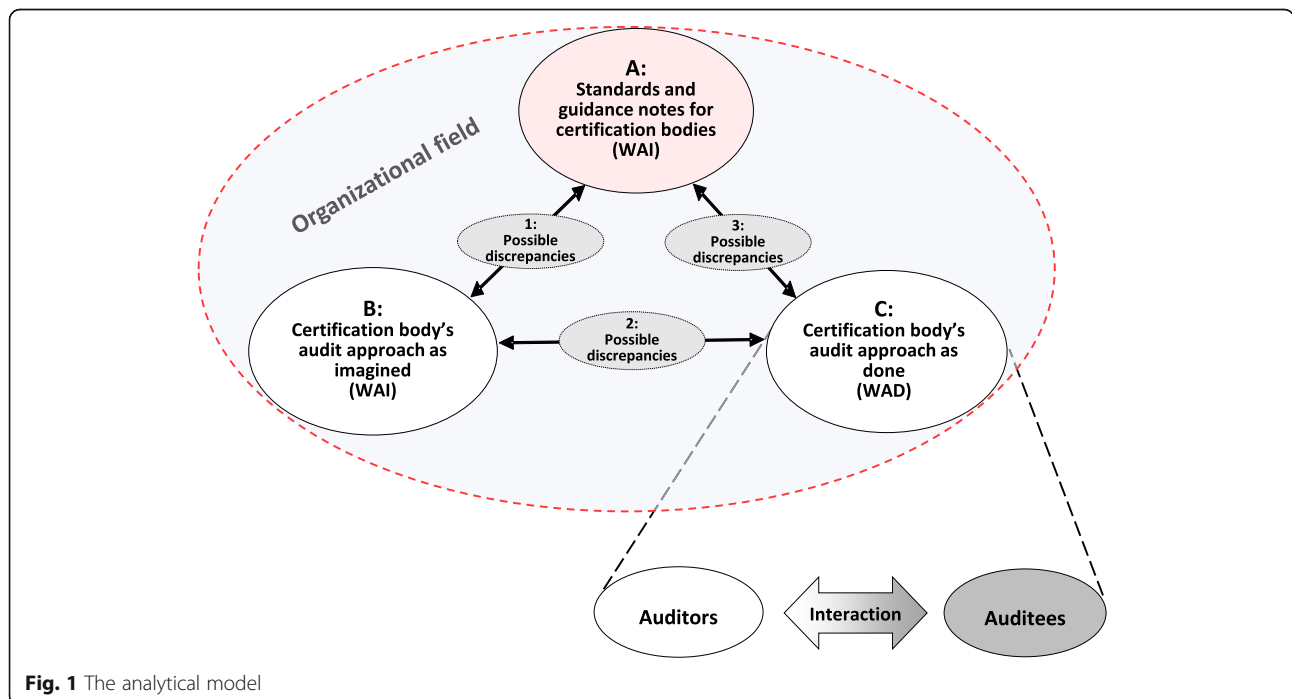 A:
Standards and
guidance notes for
certification bodies
(WAI)
Organizational field
1:
Possible
discrepancies
3:
Possible
discrepancies
B:
Certification body's
audit approach as
imagined
(WAI)
2:
Possible
discrepancies
C:
Certification body's
audit approach as
done
(WAD)
Auditors
Interaction
Auditees
Fig. 1 The analytical model